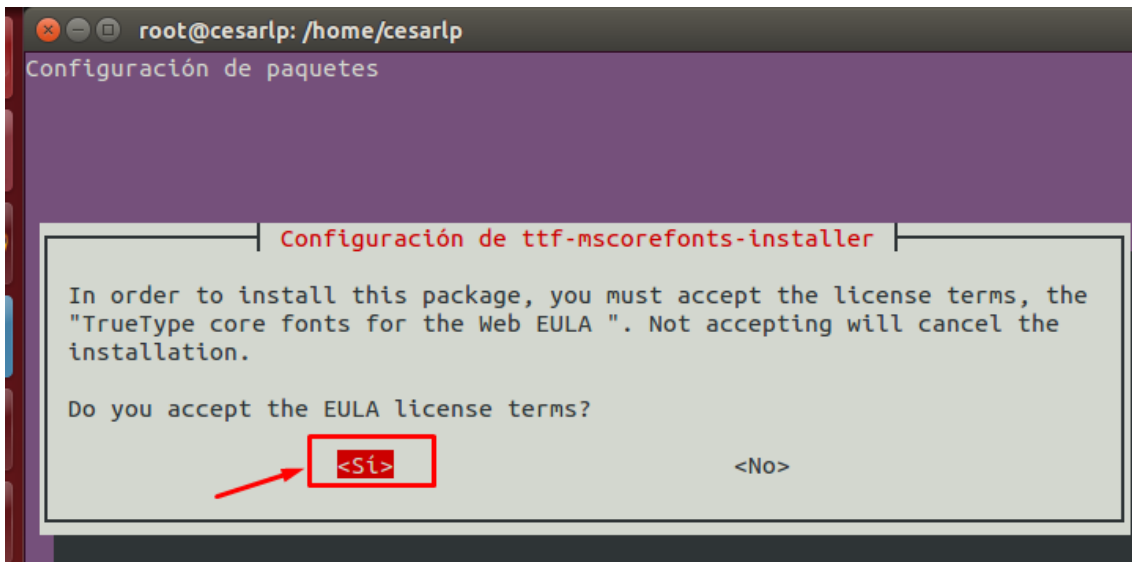 root@cesarlp: /home/cesarlp
Configuración de paquetes
Configuración de ttf-mscorefonts-installer
In order to install this package, you must accept the license terms, the
"TrueType core fonts for the Web EULA ". Not accepting will cancel the
installation.
Do you accept the EULA license terms?
<Sí> <No>